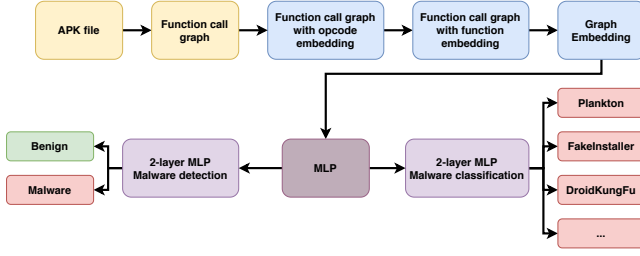 APK file
Function call
graph
Function call graph
with opcode
embedding
Function call graph
with function
embedding
Graph
Embedding
Benign
Malware
2-layer MLP
Malware detection
MLP
2-layer MLP
Malware classification
Plankton
FakeInstaller
DroidKungFu
...